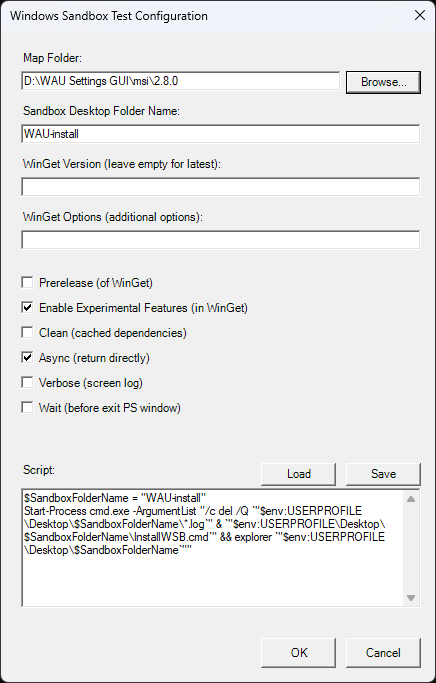 Windows Sandbox Test Configuration
Map Folder:
D:\WAU Settings GUI\msi\2.8.0
Browse...
Sandbox Desktop Folder Name:
WAU-install
WinGet Version (leave empty for latest):
WinGet Options (additional options):
Prerelease (of WinGet)
Enable Experimental Features (in WinGet)
Clean (cached dependencies)
Async (return directly)
Verbose (screen log)
Wait (before exit PS window)
Script:
Load
Save
$SandboxFolderName = "WAU-install"
Start-Process cmd.exe -ArgumentList "/c del /Q `"$env:USERPROFILE
\Desktop\$SandboxFolderName\*.log`" & `"$env:USERPROFILE\Desktop\
$SandboxFolderName\InstallWSB.cmd`" && explorer `"$env:USERPROFILE
\Desktop\$SandboxFolderName`""
OK
Cancel